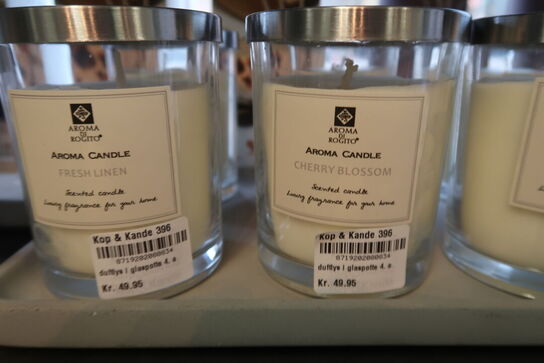 AROMA
DI
ROGITO®
AROMA CANDLE
FRESH LINEN
Scented candle
Luxury fragrance for your home
Kop & Kande 396
8719202060034
duftlys i glaspotte 4. a.
Kr. 49.95
AROMA
DI
ROGITO®
AROMA CANDLE
CHERRY BLOSSOM
Scented candle
Luxury fragrance for your home
Kop & Kande 396
8719202060034
duftlys i glaspotte 4. a.
Kr. 49.95